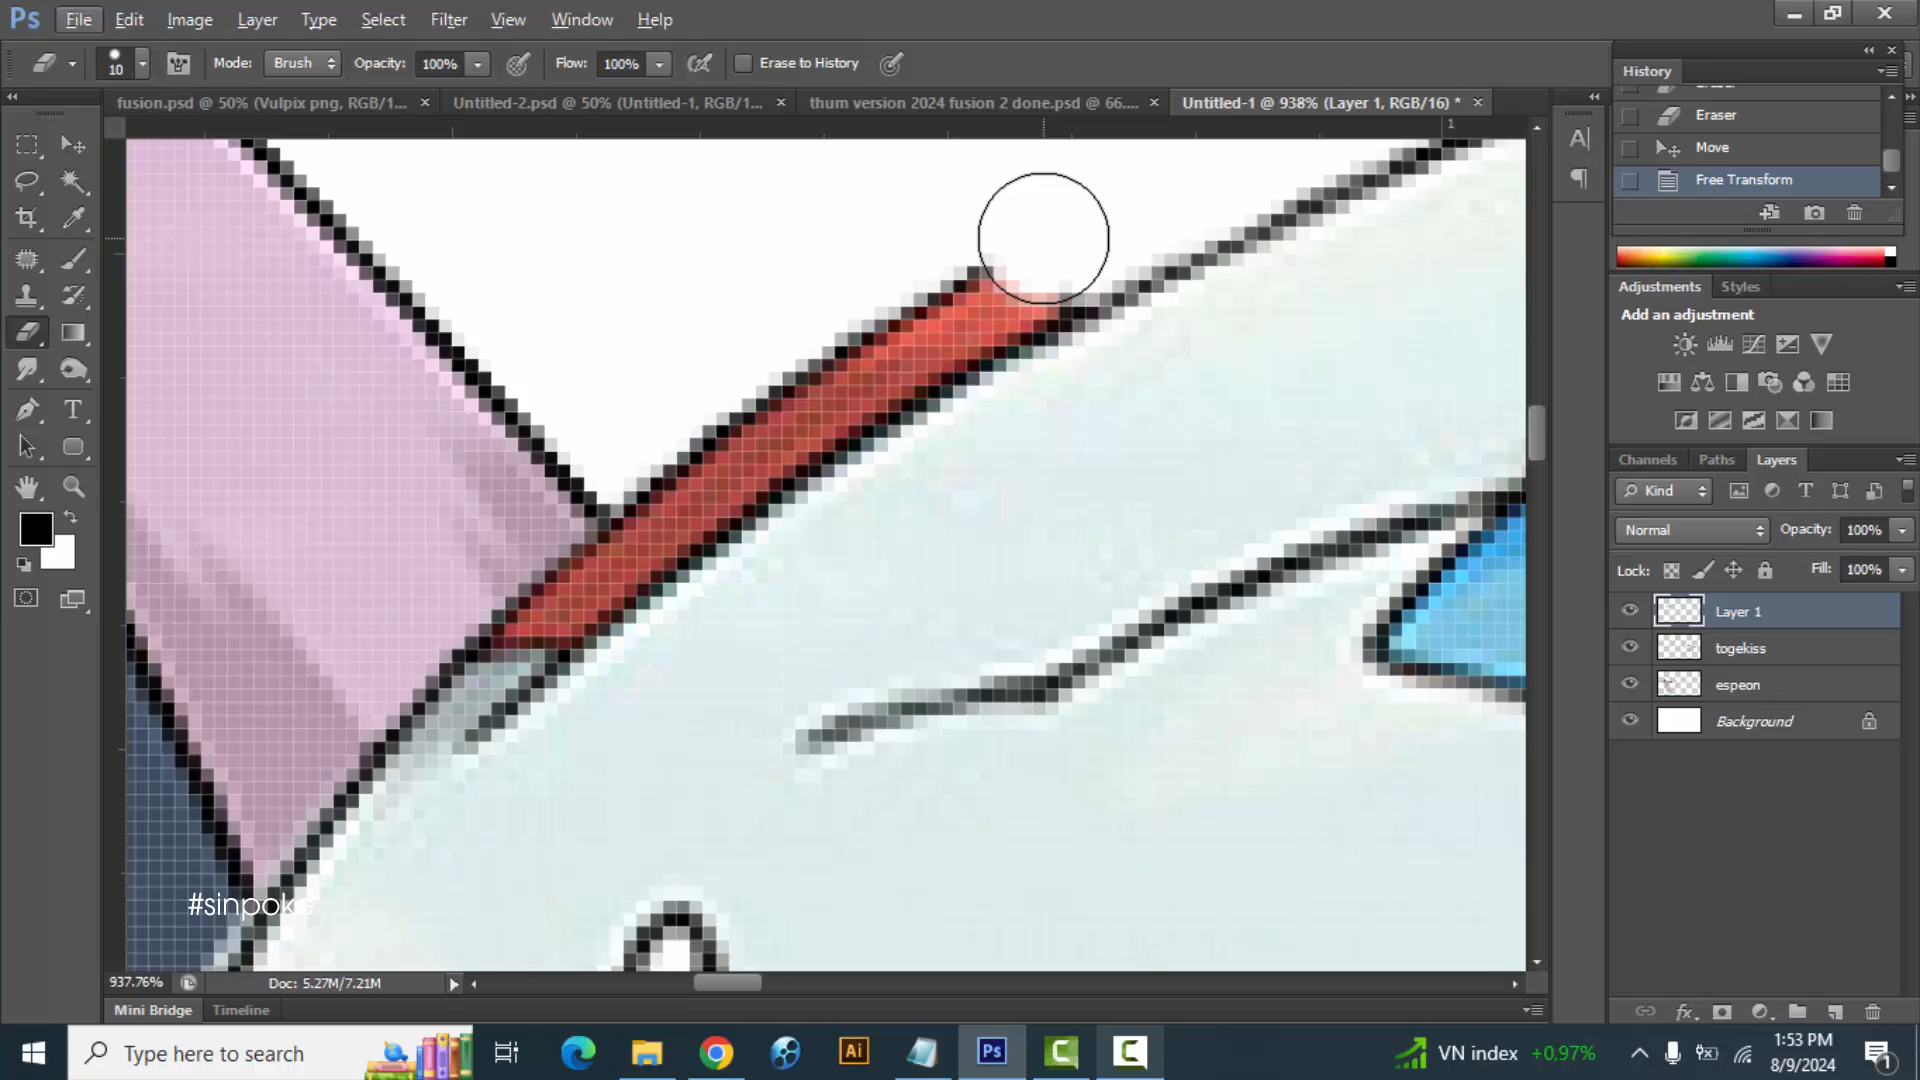 Ps File Edit Image Layer Type Select Filter View Window Help
10 Mode: Brush Opacity: 100% Flow: 100% Erase to History
fusion.psd @ 50% (Vulpix png, RGB/1... Untitled-2.psd @ 50% (Untitled-1, RGB/1... thum version 2024 fusion 2 done.psd @ 66.... Untitled-1 @ 938% (Layer 1, RGB/16) *
1
History
Eraser
Move
Free Transform
Adjustments Styles
Add an adjustment
Channels Paths Layers
Kind
Normal Opacity: 100%
Lock: Fill: 100%
Layer 1
togekiss
espeon
Background
#sinpoke
937.76% Doc: 5.27M/7.21M
Mini Bridge Timeline
Type here to search
Ai
Ps
VN index +0,97%
1:53 PM
8/9/2024
1